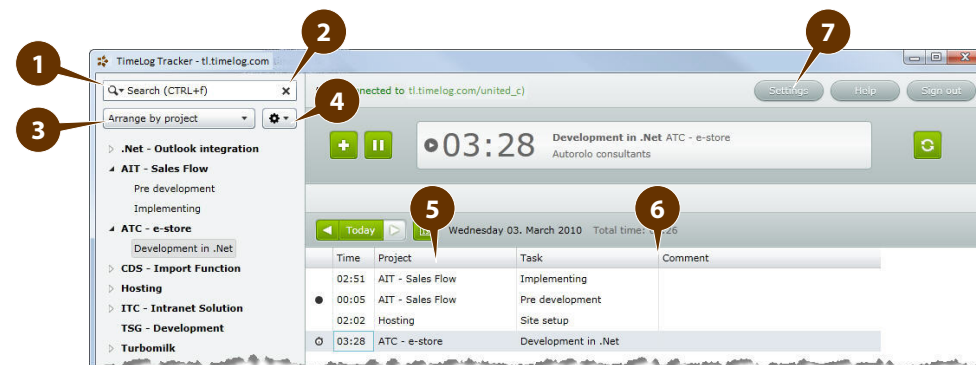 2
7
1
TimeLog Tracker - tl.timelog.com
Search (CTRL+f)
nected to tl.timelog.com/united_c)
Settings
Help
Sign out
4
3
Arrange by project
03:28
Development in .Net ATC - e-store
Autorolo consultants
.Net - Outlook integration
AIT - Sales Flow
Pre development
Implementing
ATC - e-store
Development in .Net
CDS - Import Function
Hosting
ITC - Intranet Solution
TSG - Development
Turbomilk
5
6
Today
Wednesday 03. March 2010 Total time: 26
Time Project Task Comment
02:51 AIT - Sales Flow Implementing
00:05 AIT - Sales Flow Pre development
02:02 Hosting Site setup
03:28 ATC - e-store Development in .Net